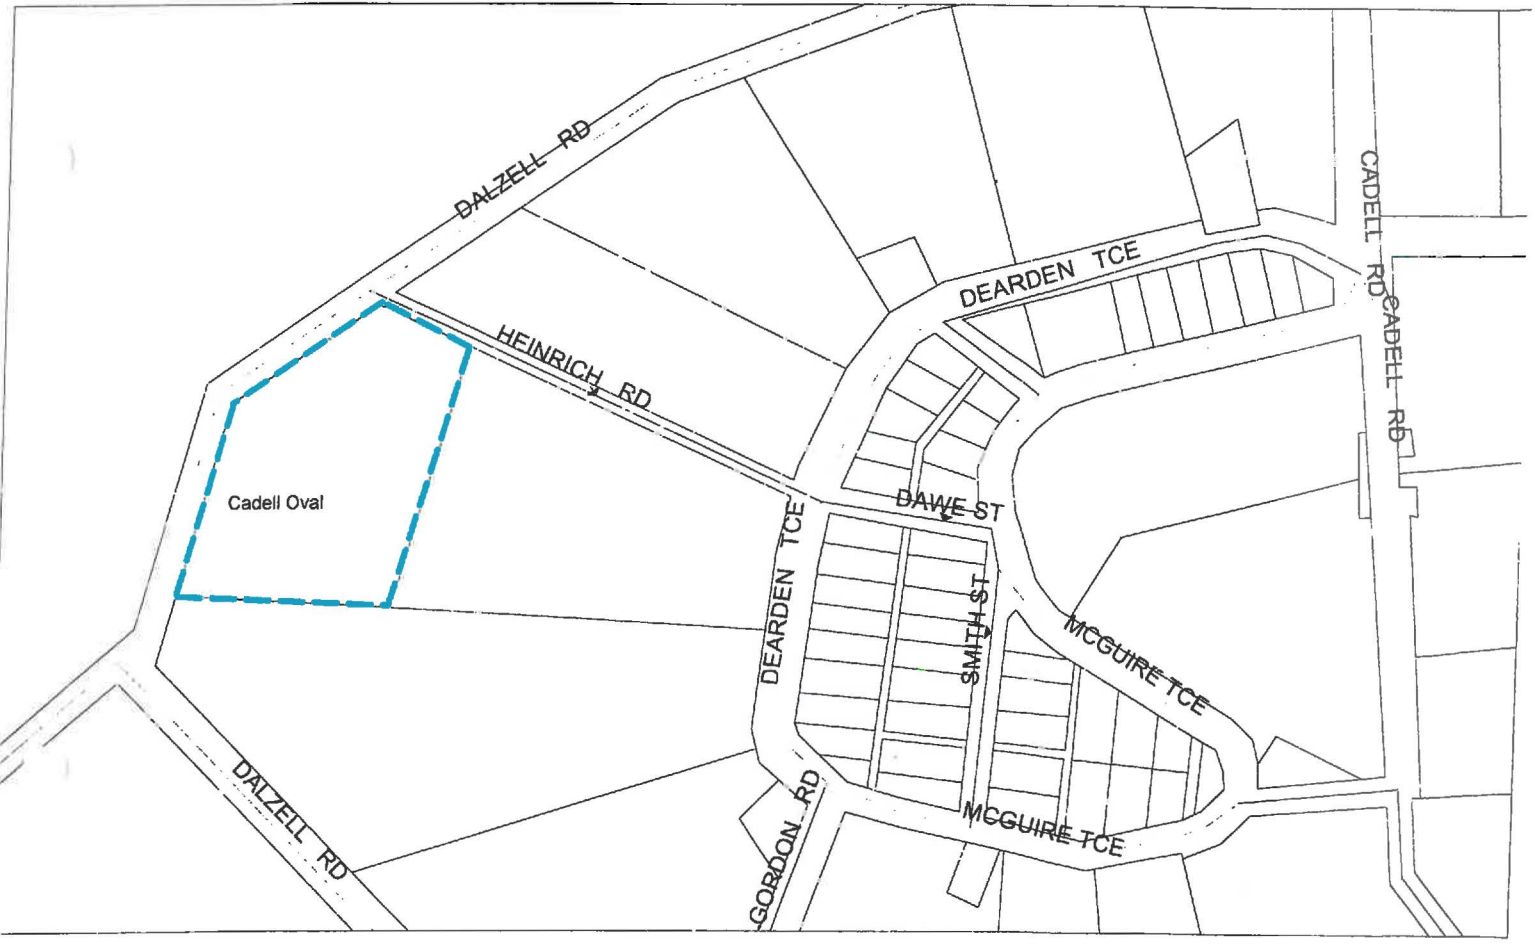 DALZELL RD
CADELL RD
DEARDEN TCE
CADELL RD
HEINRICH RD
Cadell Oval
DAWE ST
DEARDEN TCE
SMITH ST
MCGUIRE TCE
DALZELL RD
GORDON RD
MCGUIRE TCE